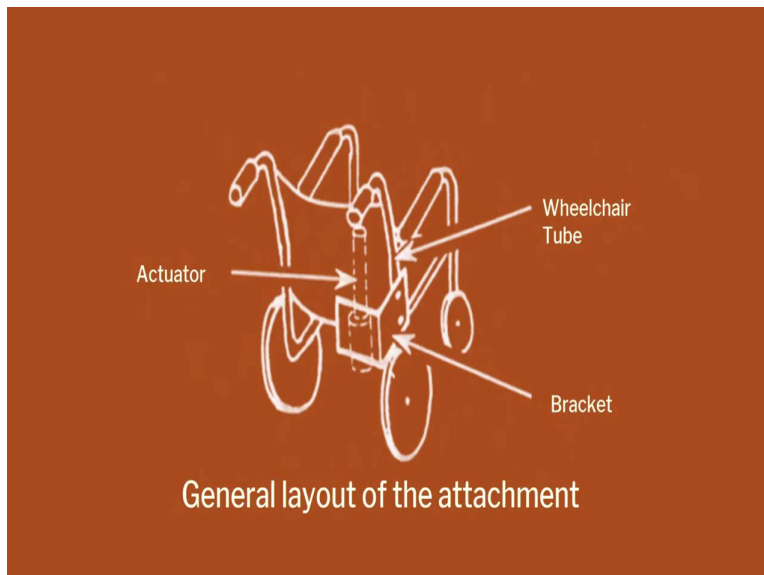 Wheelchair
Tube
Actuator
Bracket
General layout of the attachment